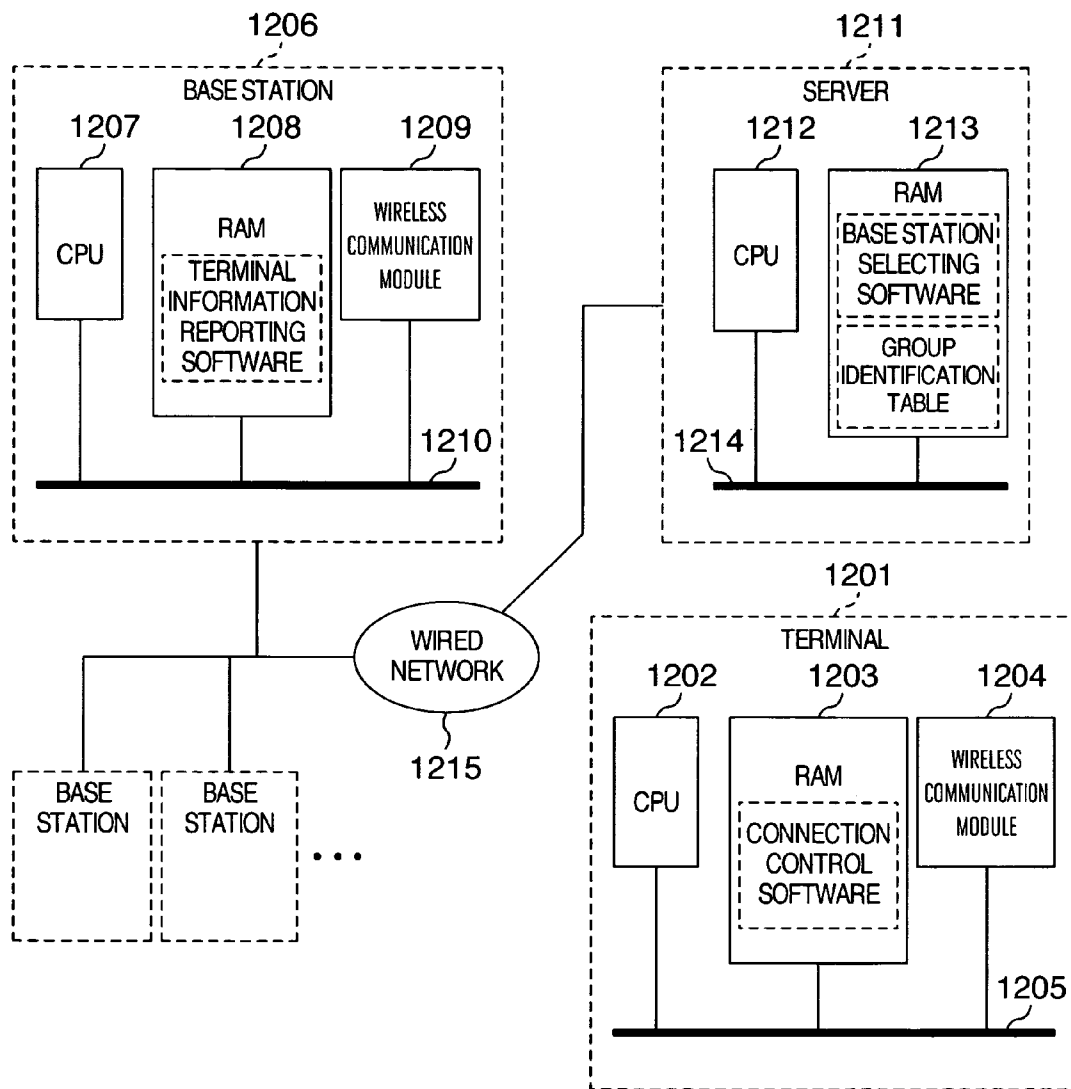 1206
BASE STATION
1207
1208
1209
CPU
RAM
TERMINAL
INFORMATION
REPORTING
SOFTWARE
WIRELESS
COMMUNICATION
MODULE
1210
1211
SERVER
1212
1213
CPU
RAM
BASE STATION
SELECTING
SOFTWARE
GROUP
IDENTIFICATION
TABLE
1214
WIRED
NETWORK
1215
BASE
STATION
BASE
STATION
• • •
1201
TERMINAL
1202
1203
1204
CPU
RAM
CONNECTION
CONTROL
SOFTWARE
WIRELESS
COMMUNICATION
MODULE
1205